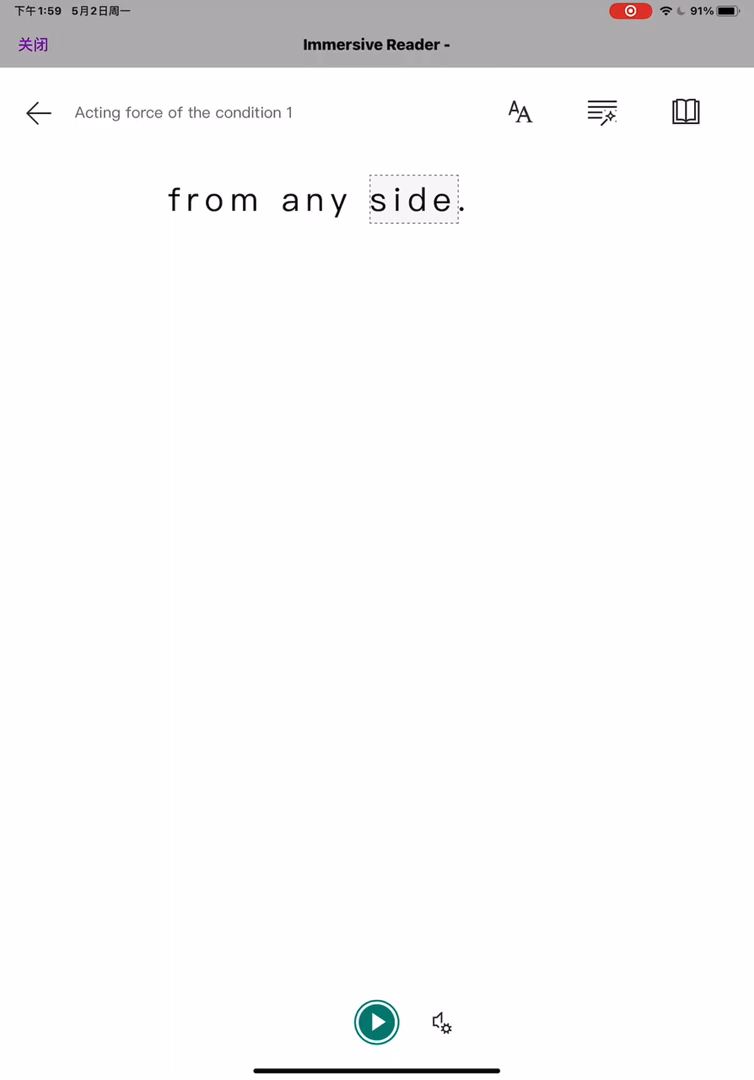 下午1:59 5月2日周一
91%
关闭
Immersive Reader -
Acting force of the condition 1
AA
from any side.